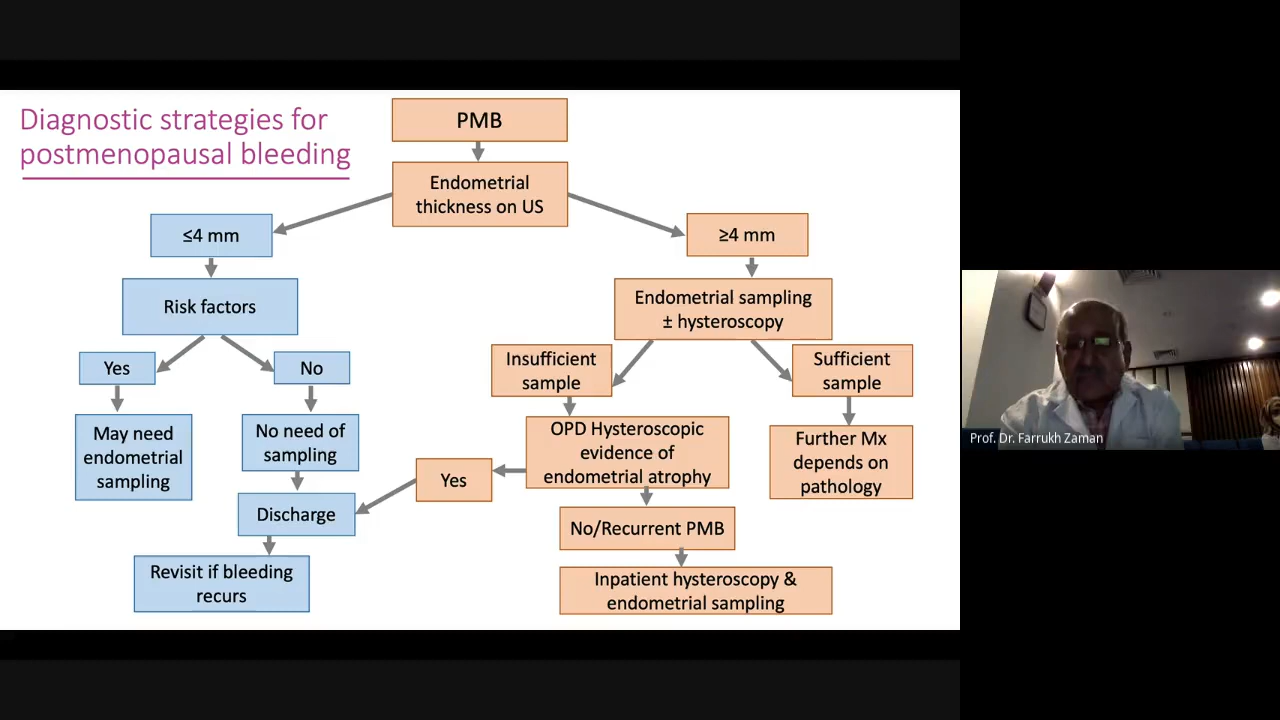 Diagnostic strategies for
postmenopausal bleeding
PMB
Endometrial
thickness on US
≤4 mm
≥4 mm
Risk factors
Endometrial sampling
± hysteroscopy
Yes
No
Insufficient
sample
Sufficient
sample
May need
endometrial
sampling
No need of
sampling
Yes
OPD Hysteroscopic
evidence of
endometrial atrophy
Further Mx
depends on
pathology
Discharge
No/Recurrent PMB
Revisit if bleeding
recurs
Inpatient hysteroscopy &
endometrial sampling
Prof. Dr. Farrukh Zaman